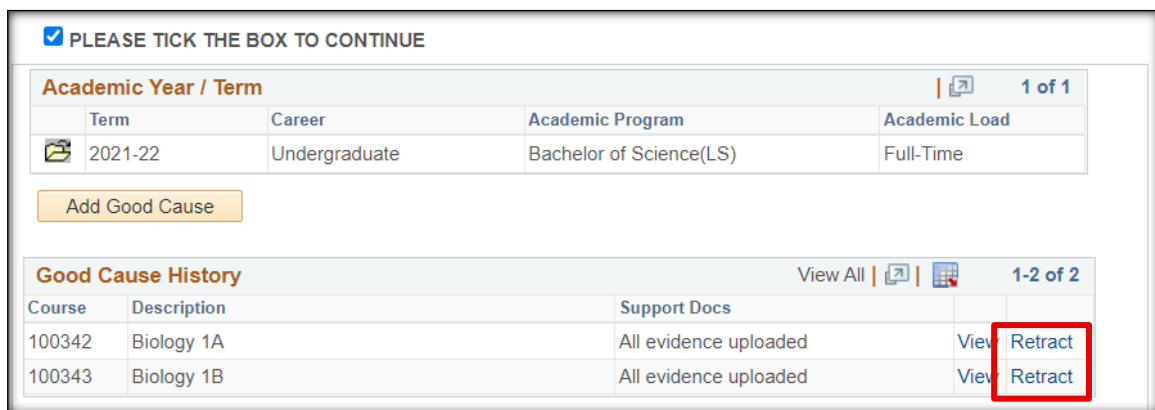 PLEASE TICK THE BOX TO CONTINUE
Academic Year / Term | 1 of 1
Term Career Academic Program Academic Load
2021-22 Undergraduate Bachelor of Science(LS) Full-Time
Add Good Cause
Good Cause History View All | | 1-2 of 2
Course Description Support Docs
100342 Biology 1A All evidence uploaded View Retract
100343 Biology 1B All evidence uploaded View Retract